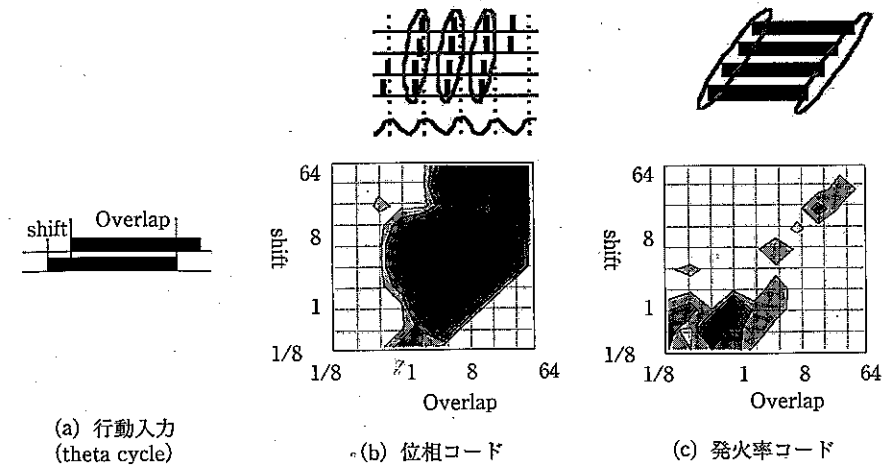 shift Overlap
(a) 行動入力
(theta cycle)
64
8
1
1/8
shift
1/8 1 8 64
Overlap
(b) 位相コード
64
8
1
1/8
shift
1/8 1 8 64
Overlap
(c) 発火率コード